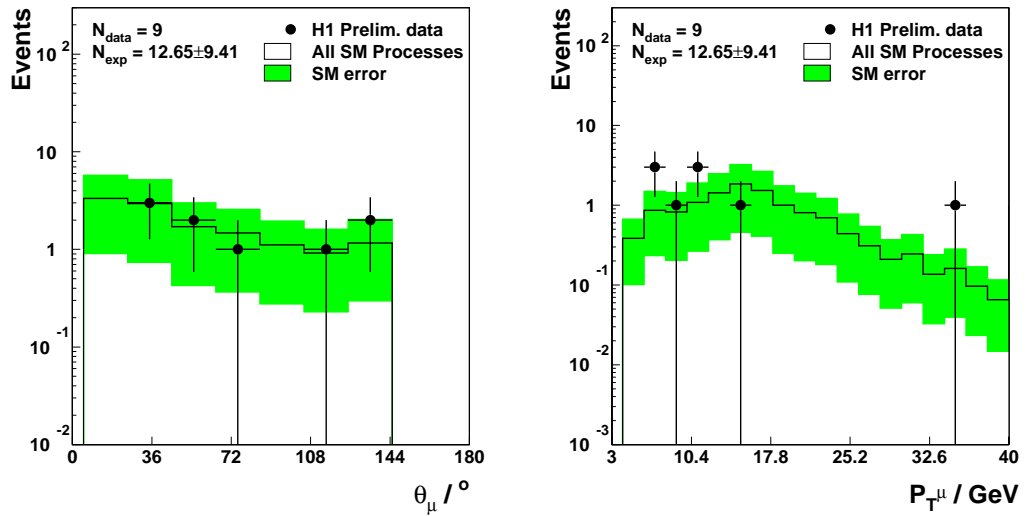 Events
N_data = 9
N_exp = 12.65±9.41
H1 Prelim. data
All SM Processes
SM error
10^2
10
1
10^-1
10^-2
0 36 72 108 144 180
θ_μ / °
Events
N_data = 9
N_exp = 12.65±9.41
H1 Prelim. data
All SM Processes
SM error
10^2
10
1
10^-1
10^-2
10^-3
3 10.4 17.8 25.2 32.6 40
P_T^μ / GeV